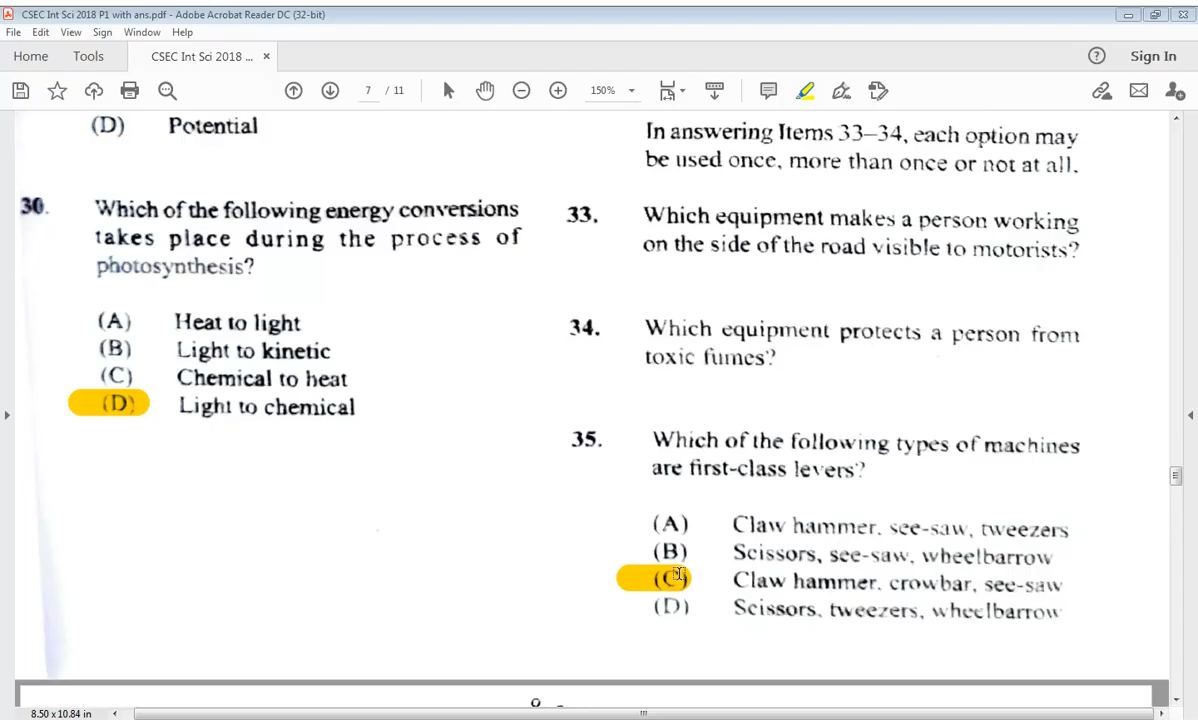 CSEC Int Sci 2018 P1 with ans.pdf - Adobe Acrobat Reader DC (32-bit)
File Edit View Sign Window Help
Home Tools CSEC Int Sci 2018 ... ×
7 / 11 150% Sign In
(D) Potential
30. Which of the following energy conversions
takes place during the process of
photosynthesis?
(A) Heat to light
(B) Light to kinetic
(C) Chemical to heat
(D) Light to chemical
In answering Items 33–34, each option may
be used once, more than once or not at all.
33. Which equipment makes a person working
on the side of the road visible to motorists?
34. Which equipment protects a person from
toxic fumes?
35. Which of the following types of machines
are first-class levers?
(A) Claw hammer, see-saw, tweezers
(B) Scissors, see-saw, wheelbarrow
(C) Claw hammer, crowbar, see-saw
(D) Scissors, tweezers, wheelbarrow
8.50 x 10.84 in